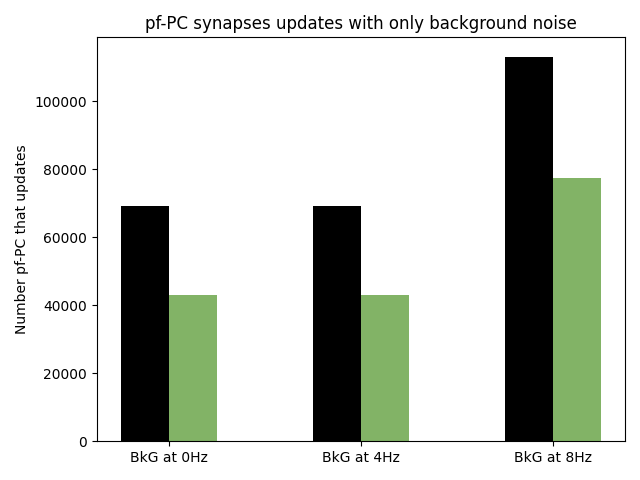 pf-PC synapses updates with only background noise
Number pf-PC that updates
100000
80000
60000
40000
20000
0
BkG at 0Hz
BkG at 4Hz
BkG at 8Hz